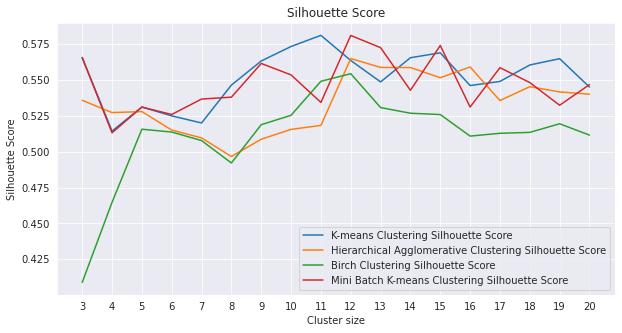 Silhouette Score
Silhouette Score
0.575
0.550
0.525
0.500
0.475
0.450
0.425
K-means Clustering Silhouette Score
Hierarchical Agglomerative Clustering Silhouette Score
Birch Clustering Silhouette Score
Mini Batch K-means Clustering Silhouette Score
3 4 5 6 7 8 9 10 11 12 13 14 15 16 17 18 19 20
Cluster size